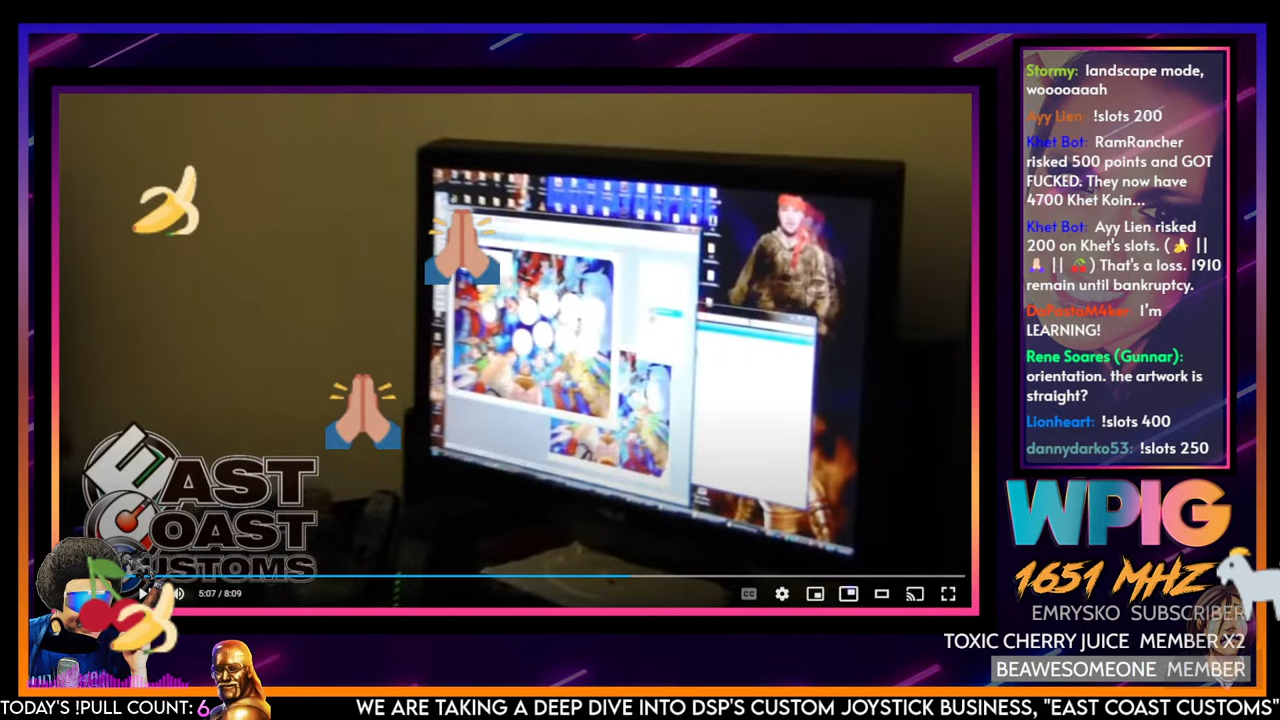 Stormy: landscape mode,
wooooaaah
Ayy Lien: !slots 200
Khet Bot: RamRancher
risked 500 points and GOT
FUCKED. They now have
4700 Khet Koin...
Khet Bot: Ayy Lien risked
200 on Khet's slots. (🍌 ||
🙏🏻 || 🍒) That's a loss. 1910
remain until bankruptcy.
DaPastaM4ker: I'm
LEARNING!
Rene Soares (Gunnar):
orientation. the artwork is
straight?
Lionheart: !slots 400
dannydarko53: !slots 250
EAST
COAST
CUSTOMS
5:07 / 8:09
CC
WPIG
1651 MHZ
EMRYSKO SUBSCRIBER
TOXIC CHERRY JUICE MEMBER X2
BEAWESOMEONE MEMBER
TODAY'S !PULL COUNT: 6
WE ARE TAKING A DEEP DIVE INTO DSP'S CUSTOM JOYSTICK BUSINESS, "EAST COAST CUSTOMS"